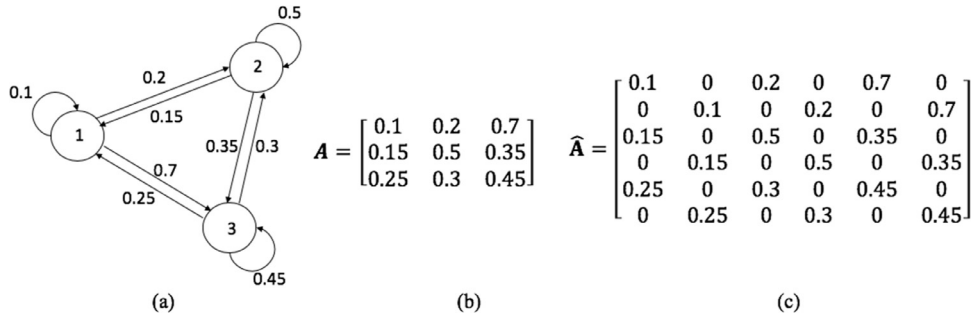 0.5
2
0.2
0.15
0.1
1
0.35
0.3
0.7
0.25
3
0.45
(a)
A =
0.1 0.2 0.7
0.15 0.5 0.35
0.25 0.3 0.45
(b)
Â =
0.1 0 0.2 0 0.7 0
0 0.1 0 0.2 0 0.7
0.15 0 0.5 0 0.35 0
0 0.15 0 0.5 0 0.35
0.25 0 0.3 0 0.45 0
0 0.25 0 0.3 0 0.45
(c)